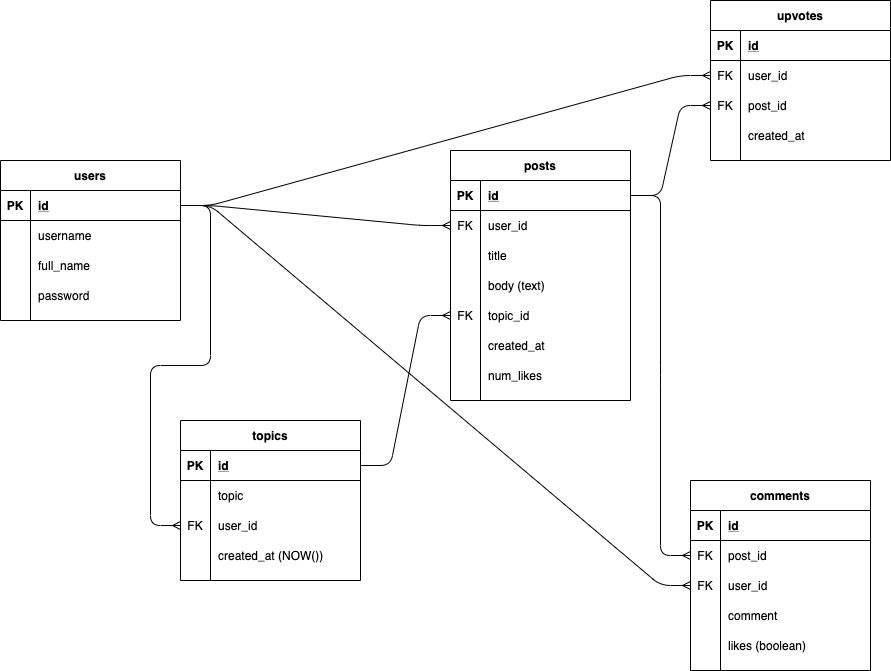 upvotes
PK id
FK user_id
FK post_id
created_at
users
PK id
username
full_name
password
posts
PK id
FK user_id
title
body (text)
FK topic_id
created_at
num_likes
topics
PK id
topic
FK user_id
created_at (NOW())
comments
PK id
FK post_id
FK user_id
comment
likes (boolean)